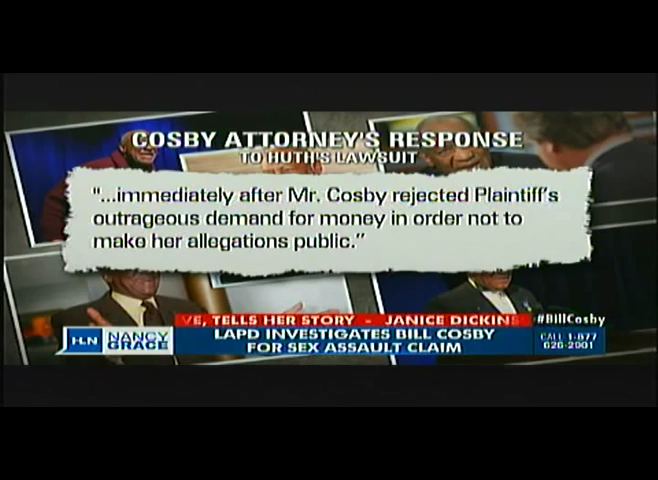 COSBY ATTORNEY'S RESPONSE
TO HUTH'S LAWSUIT
"...immediately after Mr. Cosby rejected Plaintiff's
outrageous demand for money in order not to
make her allegations public."
VE, TELLS HER STORY - JANICE DICKINS
#BillCosby
HLN
NANCY
GRACE
LAPD INVESTIGATES BILL COSBY
FOR SEX ASSAULT CLAIM
CALL 1-877
626-2901